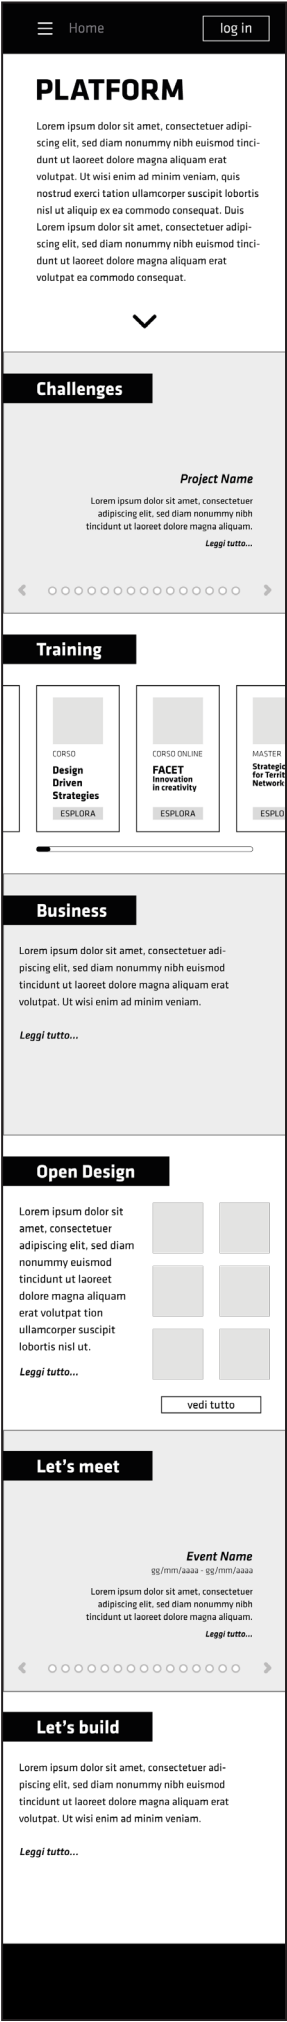 Home
log in
PLATFORM
Lorem ipsum dolor sit amet, consectetuer adipi-
scing elit, sed diam nonummy nibh euismod tinci-
dunt ut laoreet dolore magna aliquam erat
volutpat. Ut wisi enim ad minim veniam, quis
nostrud exerci tation ullamcorper suscipit lobortis
nisl ut aliquip ex ea commodo consequat. Duis
Lorem ipsum dolor sit amet, consectetuer adipi-
scing elit, sed diam nonummy nibh euismod tinci-
dunt ut laoreet dolore magna aliquam erat
volutpat ea commodo consequat.
Challenges
Project Name
Lorem ipsum dolor sit amet, consectetuer
adipiscing elit, sed diam nonummy nibh
tincidunt ut laoreet dolore magna aliquam.
Leggi tutto...
Training
CORSO
Design
Driven
Strategies
ESPLORA
CORSO ONLINE
FACET
Innovation
in creativity
ESPLORA
MASTER
Strategic
for Territ
Network
ESPLO
Business
Lorem ipsum dolor sit amet, consectetuer adi-
piscing elit, sed diam nonummy nibh euismod
tincidunt ut laoreet dolore magna aliquam erat
volutpat. Ut wisi enim ad minim veniam.
Leggi tutto...
Open Design
Lorem ipsum dolor sit
amet, consectetuer
adipiscing elit, sed diam
nonummy euismod
tincidunt ut laoreet
dolore magna aliquam
erat volutpat tion
ullamcorper suscipit
lobortis nisl ut.
Leggi tutto...
vedi tutto
Let's meet
Event Name
gg/mm/aaaa - gg/mm/aaaa
Lorem ipsum dolor sit amet, consectetuer
adipiscing elit, sed diam nonummy nibh
tincidunt ut laoreet dolore magna aliquam.
Leggi tutto...
Let's build
Lorem ipsum dolor sit amet, consectetuer adi-
piscing elit, sed diam nonummy nibh euismod
tincidunt ut laoreet dolore magna aliquam erat
volutpat. Ut wisi enim ad minim veniam.
Leggi tutto...